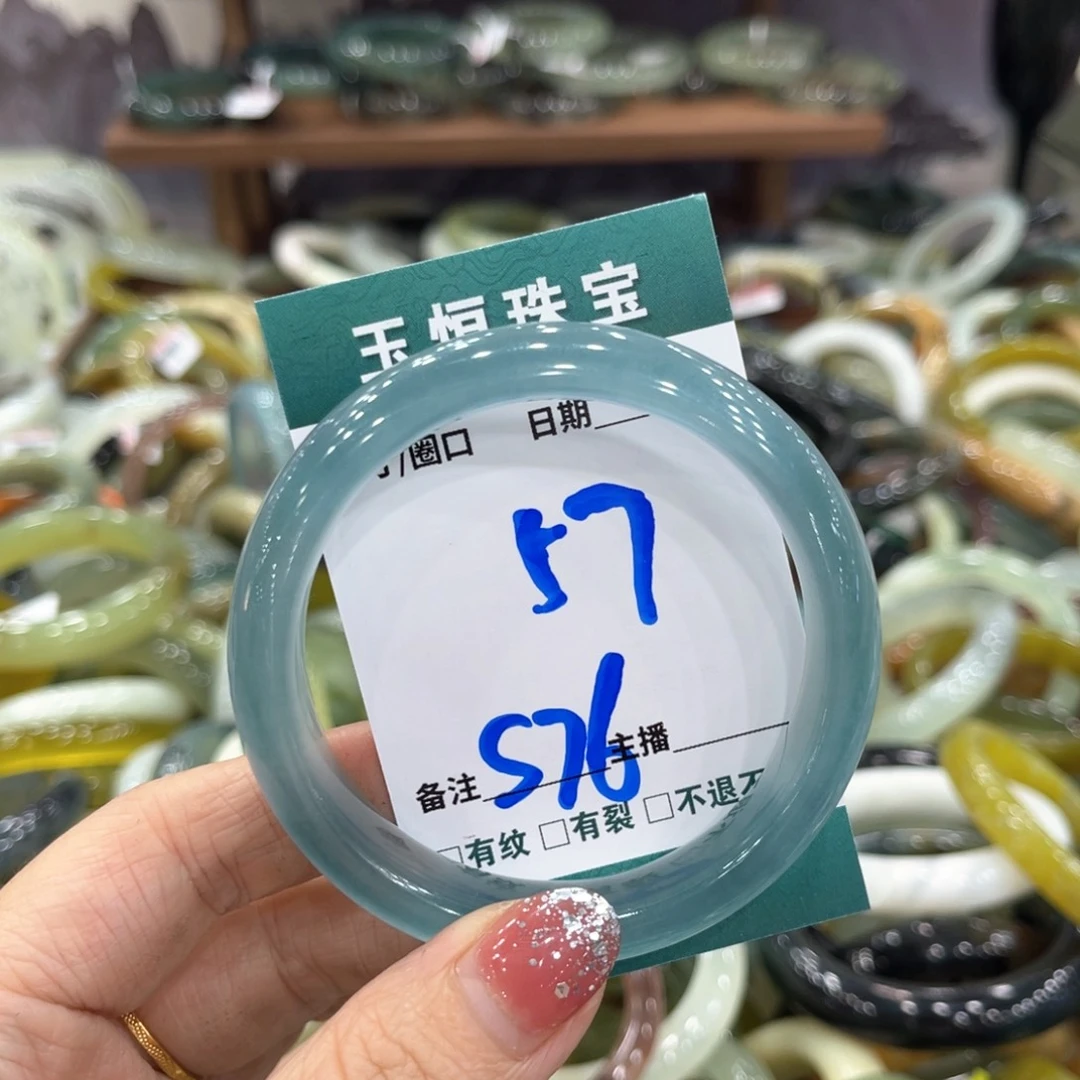 玉恒珠宝
/圈口 日期
57
576
备注 主播
□有纹 □有裂 □不退不